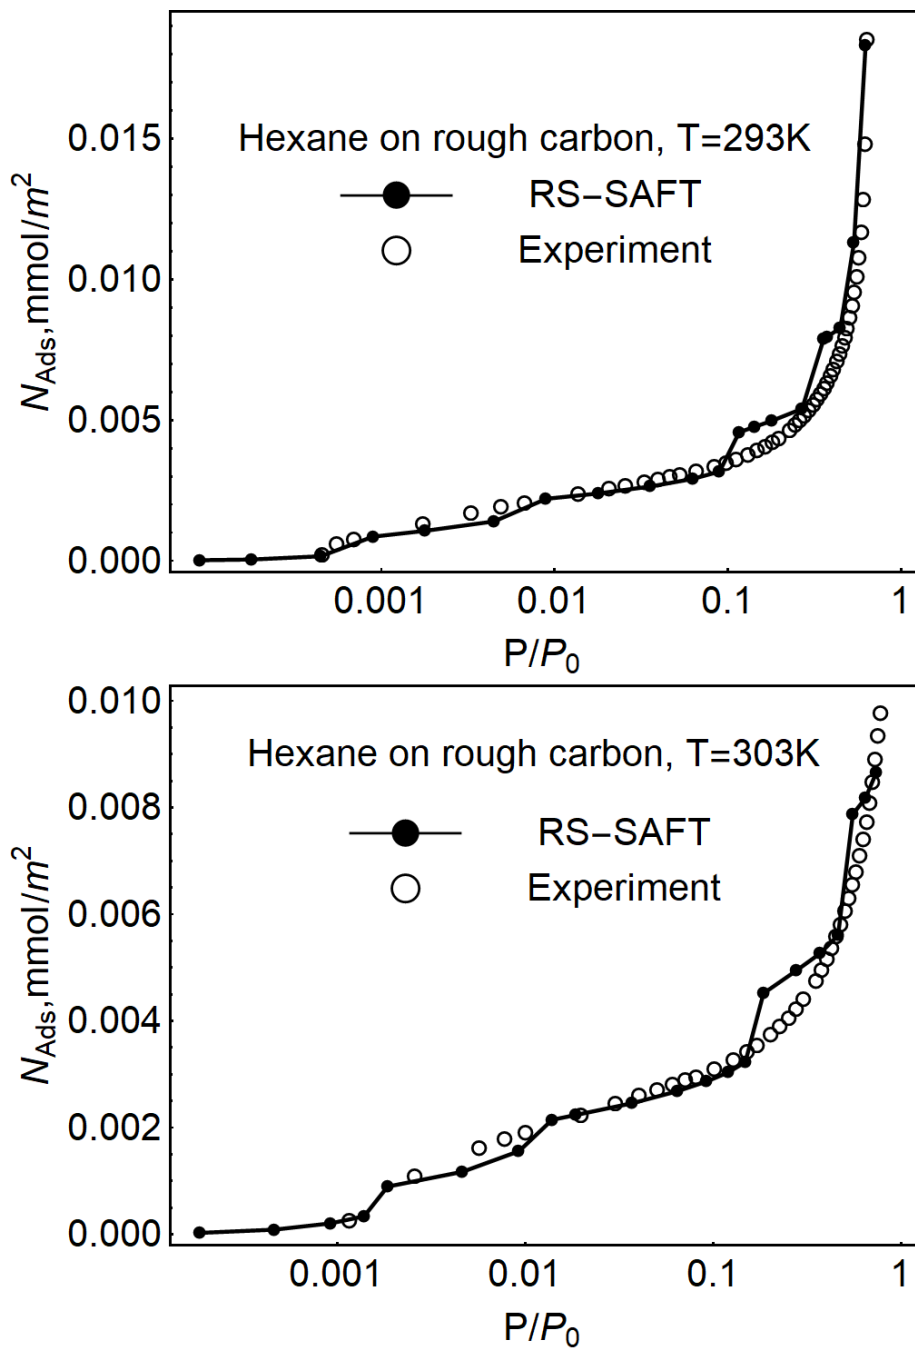 Hexane on rough carbon, T=293K
RS−SAFT
Experiment
N_Ads,mmol/m²
0.015
0.010
0.005
0.000
0.001
0.01
0.1
1
P/P₀
Hexane on rough carbon, T=303K
RS−SAFT
Experiment
N_Ads,mmol/m²
0.010
0.008
0.006
0.004
0.002
0.000
0.001
0.01
0.1
1
P/P₀